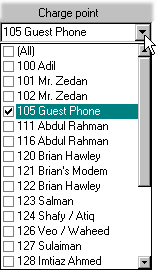 Charge point
105 Guest Phone
(All)
100 Adil
101 Mr. Zedan
102 Mr. Zedan
105 Guest Phone
111 Abdul Rahman
116 Abdul Rahman
120 Brian Hawley
121 Brian's Modem
122 Brian Hawley
123 Salman
124 Shafy / Atiq
126 Veo / Waheed
127 Sulaiman
128 Imtiaz Ahmed